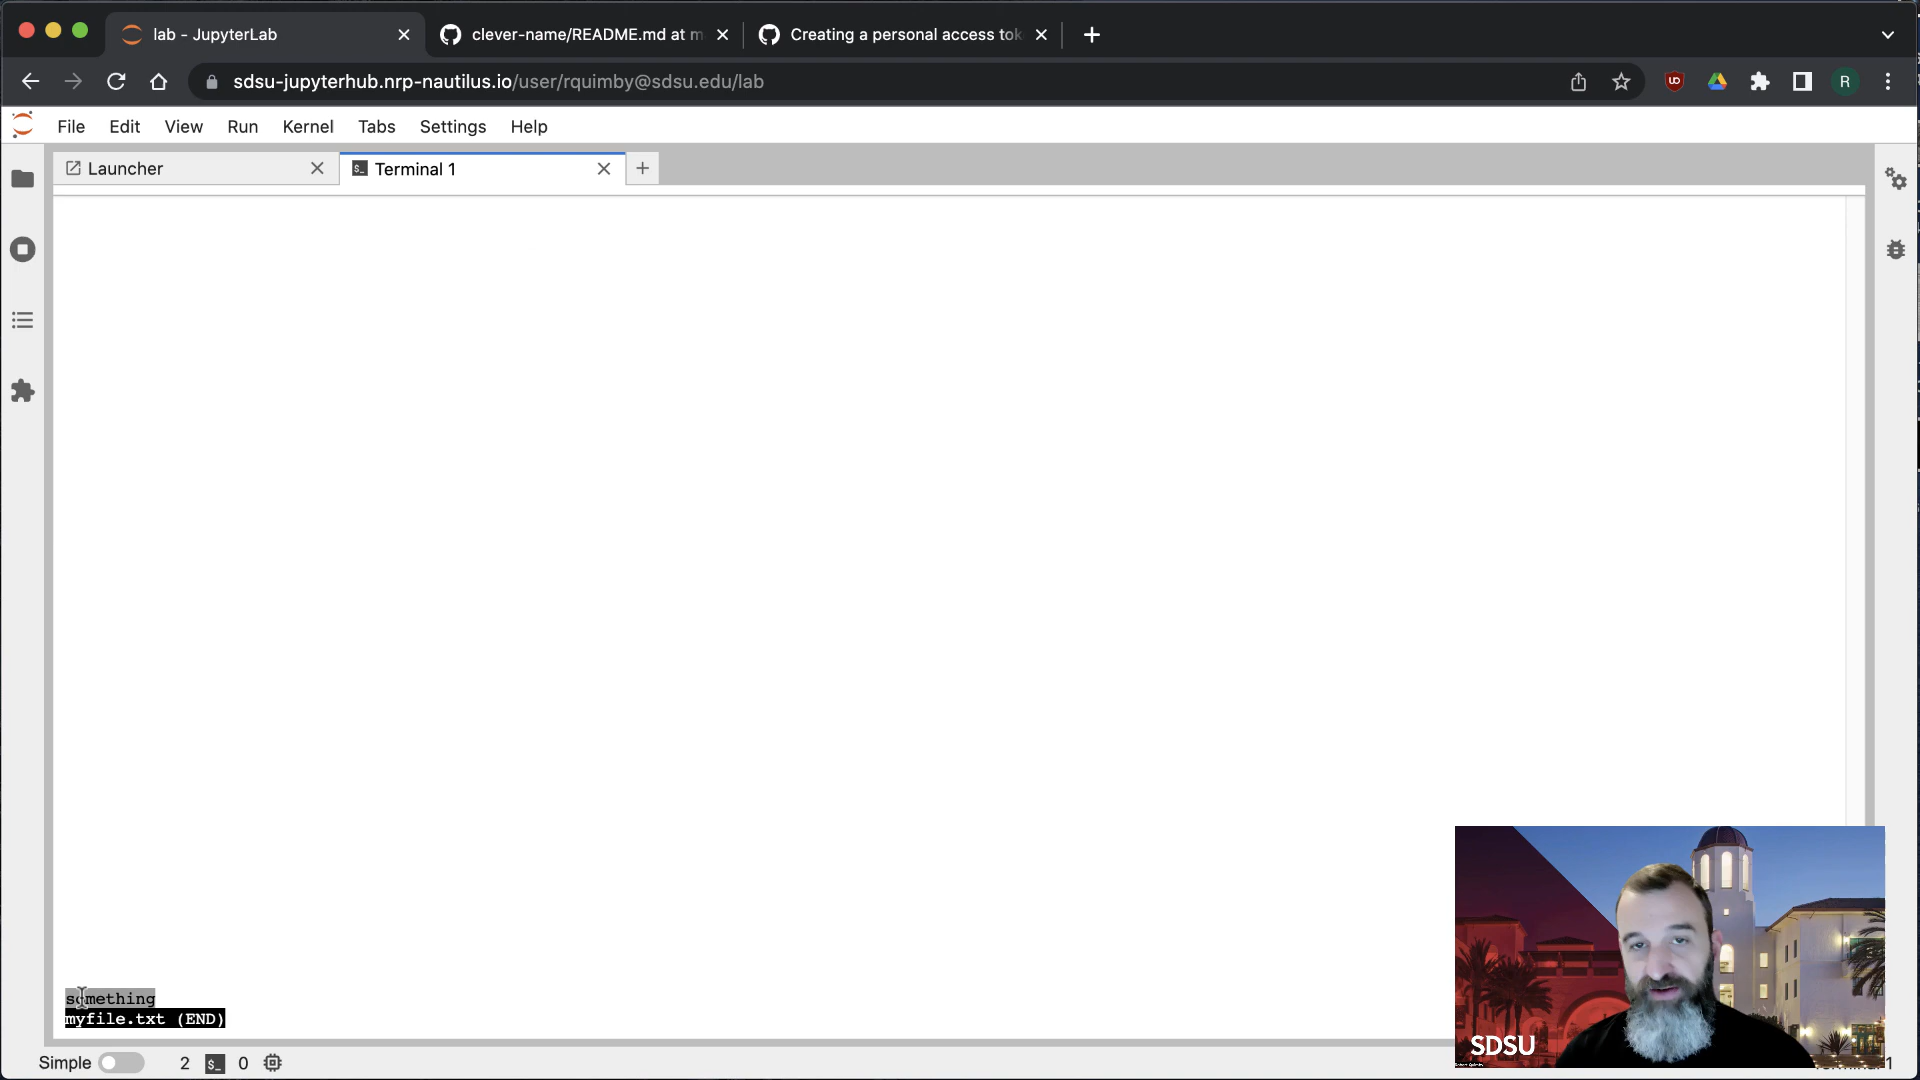 lab - JupyterLab
clever-name/README.md at m
Creating a personal access tok
sdsu-jupyterhub.nrp-nautilus.io/user/rquimby@sdsu.edu/lab
UD
R
File Edit View Run Kernel Tabs Settings Help
Launcher
$_ Terminal 1
something
myfile.txt (END)
SDSU
Simple 2 $_ 0
1